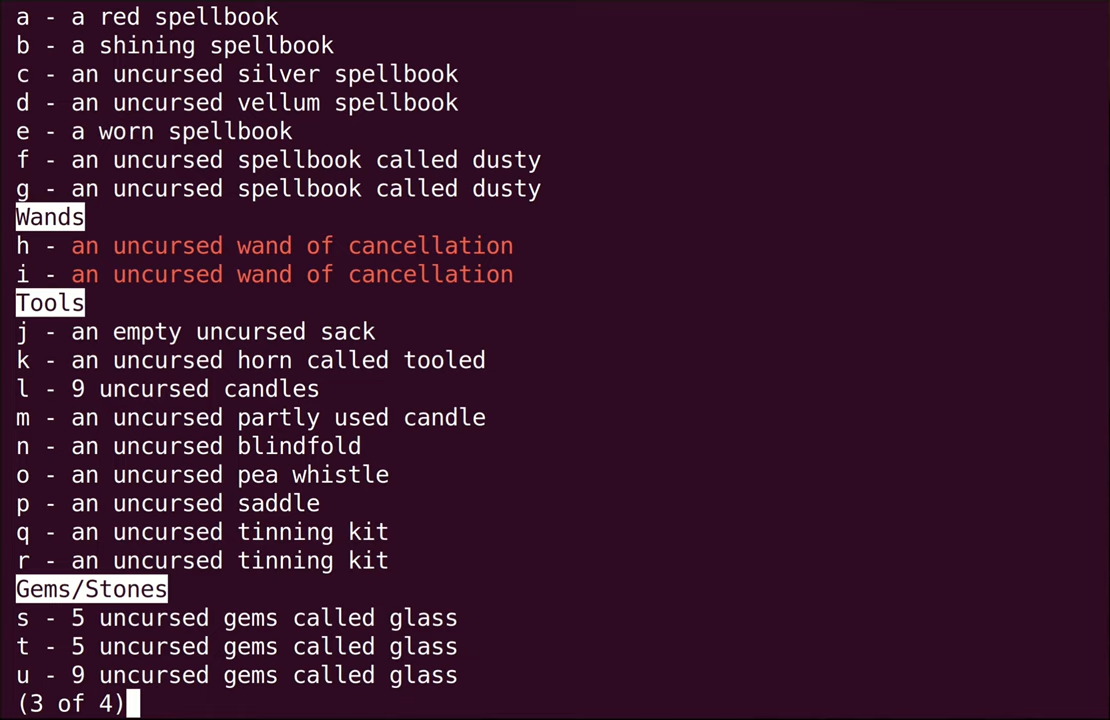 a - a red spellbook
b - a shining spellbook
c - an uncursed silver spellbook
d - an uncursed vellum spellbook
e - a worn spellbook
f - an uncursed spellbook called dusty
g - an uncursed spellbook called dusty
Wands
h - an uncursed wand of cancellation
i - an uncursed wand of cancellation
Tools
j - an empty uncursed sack
k - an uncursed horn called tooled
l - 9 uncursed candles
m - an uncursed partly used candle
n - an uncursed blindfold
o - an uncursed pea whistle
p - an uncursed saddle
q - an uncursed tinning kit
r - an uncursed tinning kit
Gems/Stones
s - 5 uncursed gems called glass
t - 5 uncursed gems called glass
u - 9 uncursed gems called glass
(3 of 4)